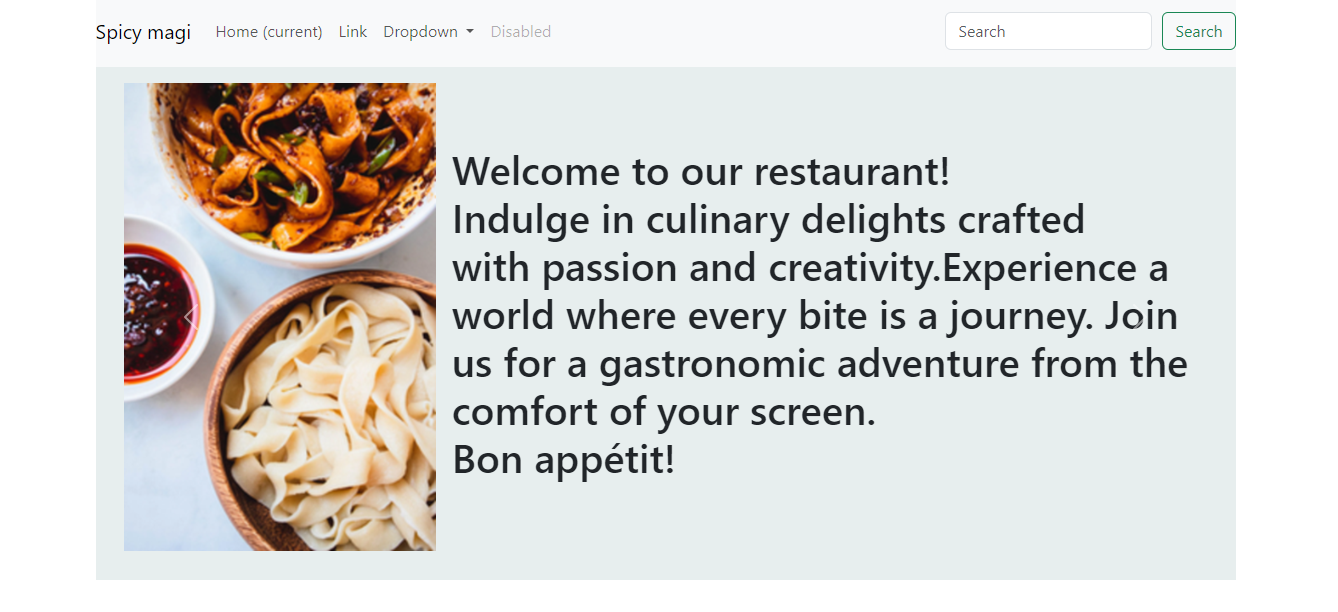 Spicy magi Home (current) Link Dropdown Disabled Search Search
Welcome to our restaurant!
Indulge in culinary delights crafted
with passion and creativity.Experience a
world where every bite is a journey. Join
us for a gastronomic adventure from the
comfort of your screen.
Bon appétit!